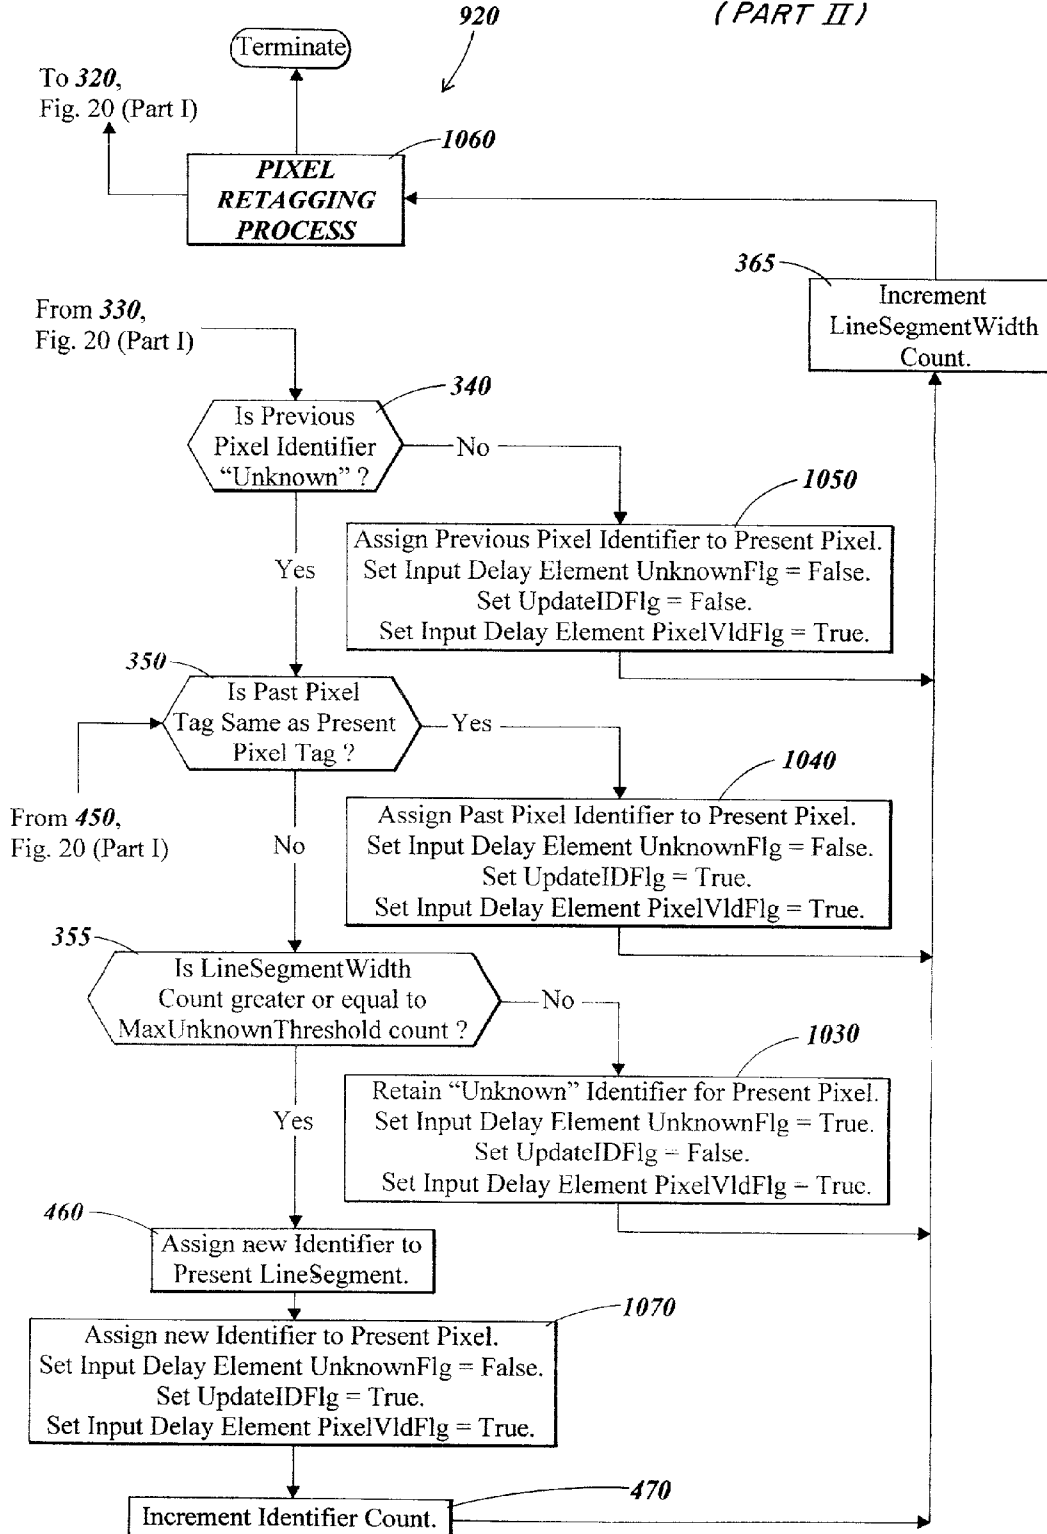 (PART II)
920
Terminate
To 320,
Fig. 20 (Part I)
1060
PIXEL
RETAGGING
PROCESS
365
Increment
LineSegmentWidth
Count.
From 330,
Fig. 20 (Part I)
340
Is Previous
Pixel Identifier
“Unknown” ?
No
1050
Assign Previous Pixel Identifier to Present Pixel.
Set Input Delay Element UnknownFlg = False.
Set UpdateIDFlg = False.
Set Input Delay Element PixelVldFlg = True.
Yes
350
Is Past Pixel
Tag Same as Present
Pixel Tag ?
Yes
1040
From 450,
Fig. 20 (Part I)
Assign Past Pixel Identifier to Present Pixel.
Set Input Delay Element UnknownFlg = False.
Set UpdateIDFlg = True.
Set Input Delay Element PixelVldFlg = True.
No
355
Is LineSegmentWidth
Count greater or equal to
MaxUnknownThreshold count ?
No
1030
Retain “Unknown” Identifier for Present Pixel.
Set Input Delay Element UnknownFlg = True.
Set UpdateIDFlg = False.
Set Input Delay Element PixelVldFlg = True.
Yes
460
Assign new Identifier to
Present LineSegment.
1070
Assign new Identifier to Present Pixel.
Set Input Delay Element UnknownFlg = False.
Set UpdateIDFlg = True.
Set Input Delay Element PixelVldFlg = True.
470
Increment Identifier Count.